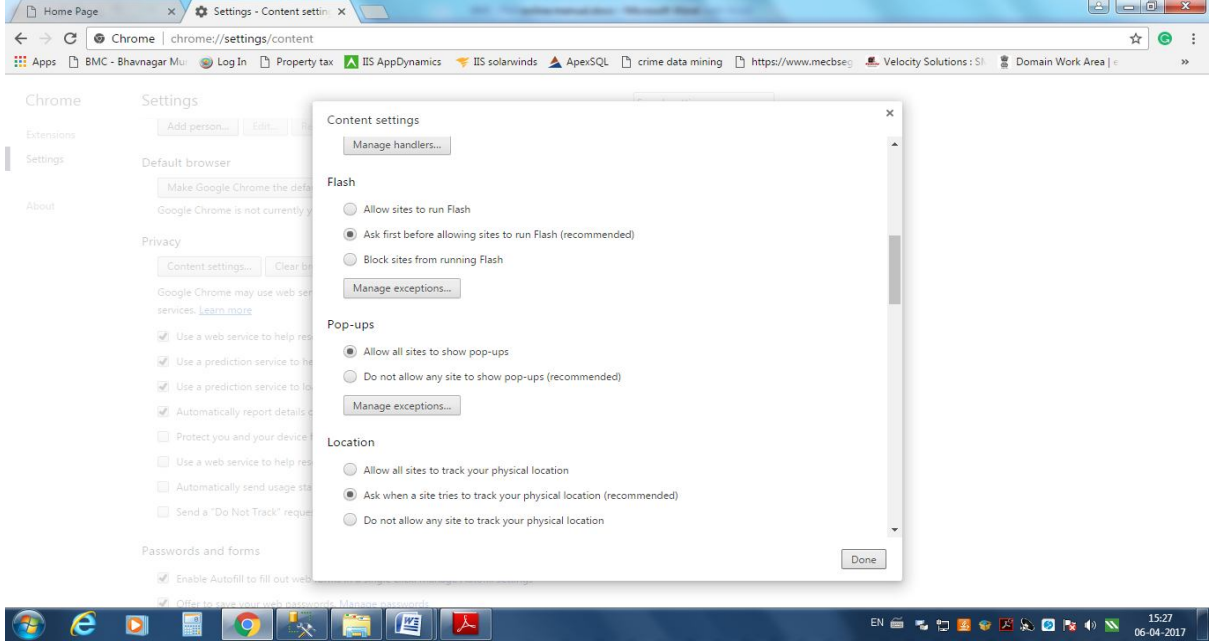 Home Page
Settings - Content settin
Chrome | chrome://settings/content
Apps BMC - Bhavnagar Mu Log In Property tax IIS AppDynamics IIS solarwinds ApexSQL crime data mining https://www.mecbseg Velocity Solutions : SM Domain Work Area | e »
Chrome
Settings
Extensions
Settings
About
Add person... Edit...
Default browser
Make Google Chrome the defa
Google Chrome is not currently y
Privacy
Content settings... Clear br
Google Chrome may use web ser
services. Learn more
Use a web service to help res
Use a prediction service to he
Use a prediction service to lo
Automatically report details o
Protect you and your device f
Use a web service to help res
Automatically send usage sta
Send a "Do Not Track" reque
Passwords and forms
Enable Autofill to fill out web
Offer to save your web passwords. Manage passwords
Content settings
Manage handlers...
Flash
Allow sites to run Flash
Ask first before allowing sites to run Flash (recommended)
Block sites from running Flash
Manage exceptions...
Pop-ups
Allow all sites to show pop-ups
Do not allow any site to show pop-ups (recommended)
Manage exceptions...
Location
Allow all sites to track your physical location
Ask when a site tries to track your physical location (recommended)
Do not allow any site to track your physical location
Done
EN
15:27
06-04-2017